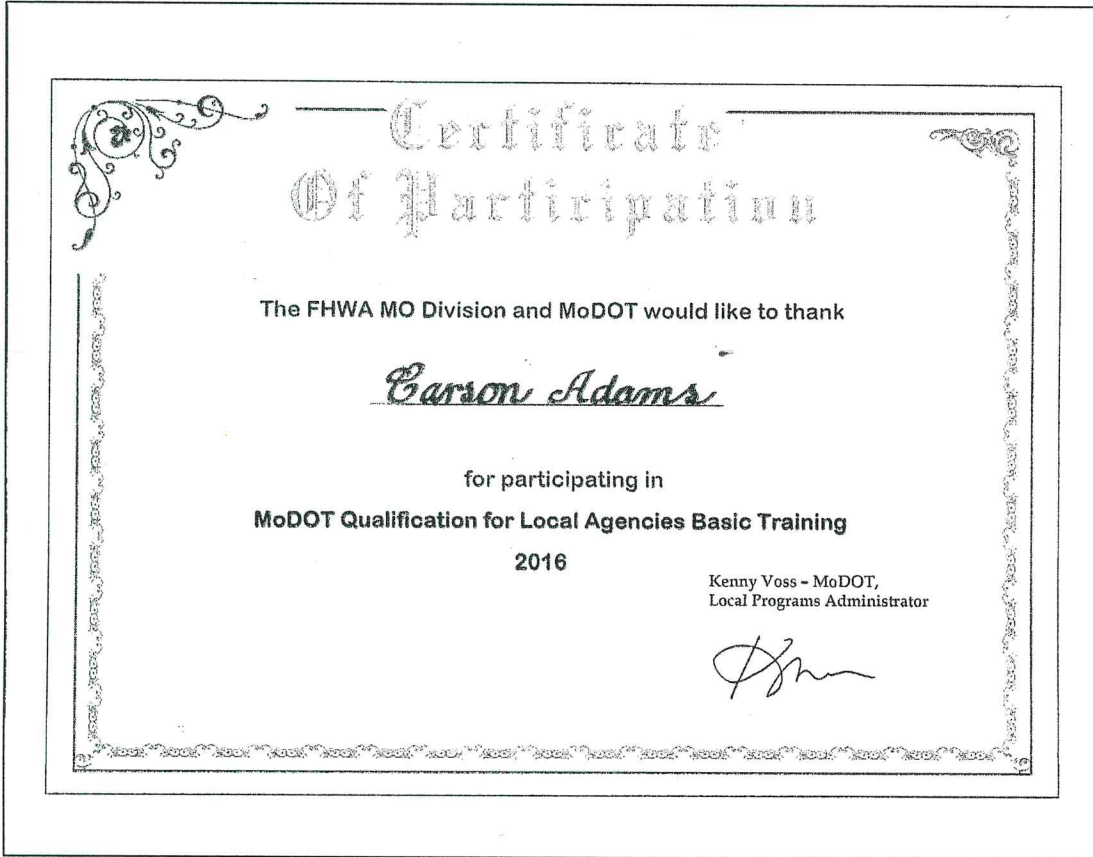 Certificate
Of Participation
The FHWA MO Division and MoDOT would like to thank
Carson Adams
for participating in
MoDOT Qualification for Local Agencies Basic Training
2016
Kenny Voss – MoDOT,
Local Programs Administrator